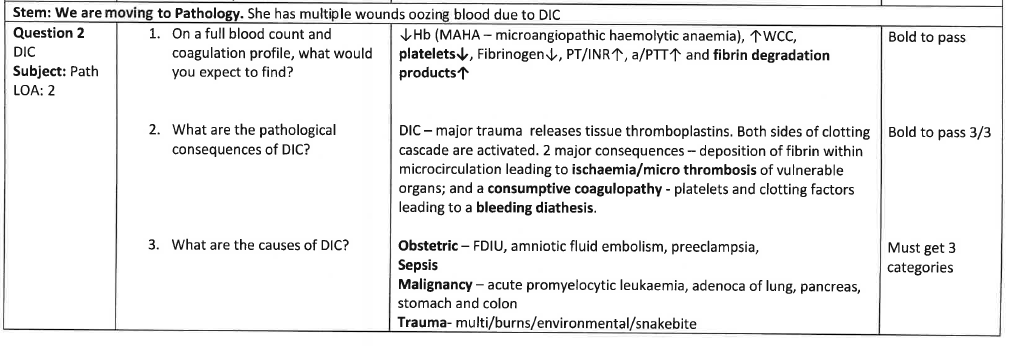 Stem: We are moving to Pathology. She has multiple wounds oozing blood due to DIC
Question 2
DIC
Subject: Path
LOA: 2
1. On a full blood count and
coagulation profile, what would
you expect to find?
↓Hb (MAHA – microangiopathic haemolytic anaemia), ↑WCC,
platelets↓, Fibrinogen↓, PT/INR↑, a/PTT↑ and fibrin degradation
products↑
Bold to pass
2. What are the pathological
consequences of DIC?
DIC – major trauma releases tissue thromboplastins. Both sides of clotting
cascade are activated. 2 major consequences – deposition of fibrin within
microcirculation leading to ischaemia/micro thrombosis of vulnerable
organs; and a consumptive coagulopathy - platelets and clotting factors
leading to a bleeding diathesis.
Bold to pass 3/3
3. What are the causes of DIC?
Obstetric – FDIU, amniotic fluid embolism, preeclampsia,
Sepsis
Malignancy – acute promyelocytic leukaemia, adenoca of lung, pancreas,
stomach and colon
Trauma- multi/burns/environmental/snakebite
Must get 3
categories